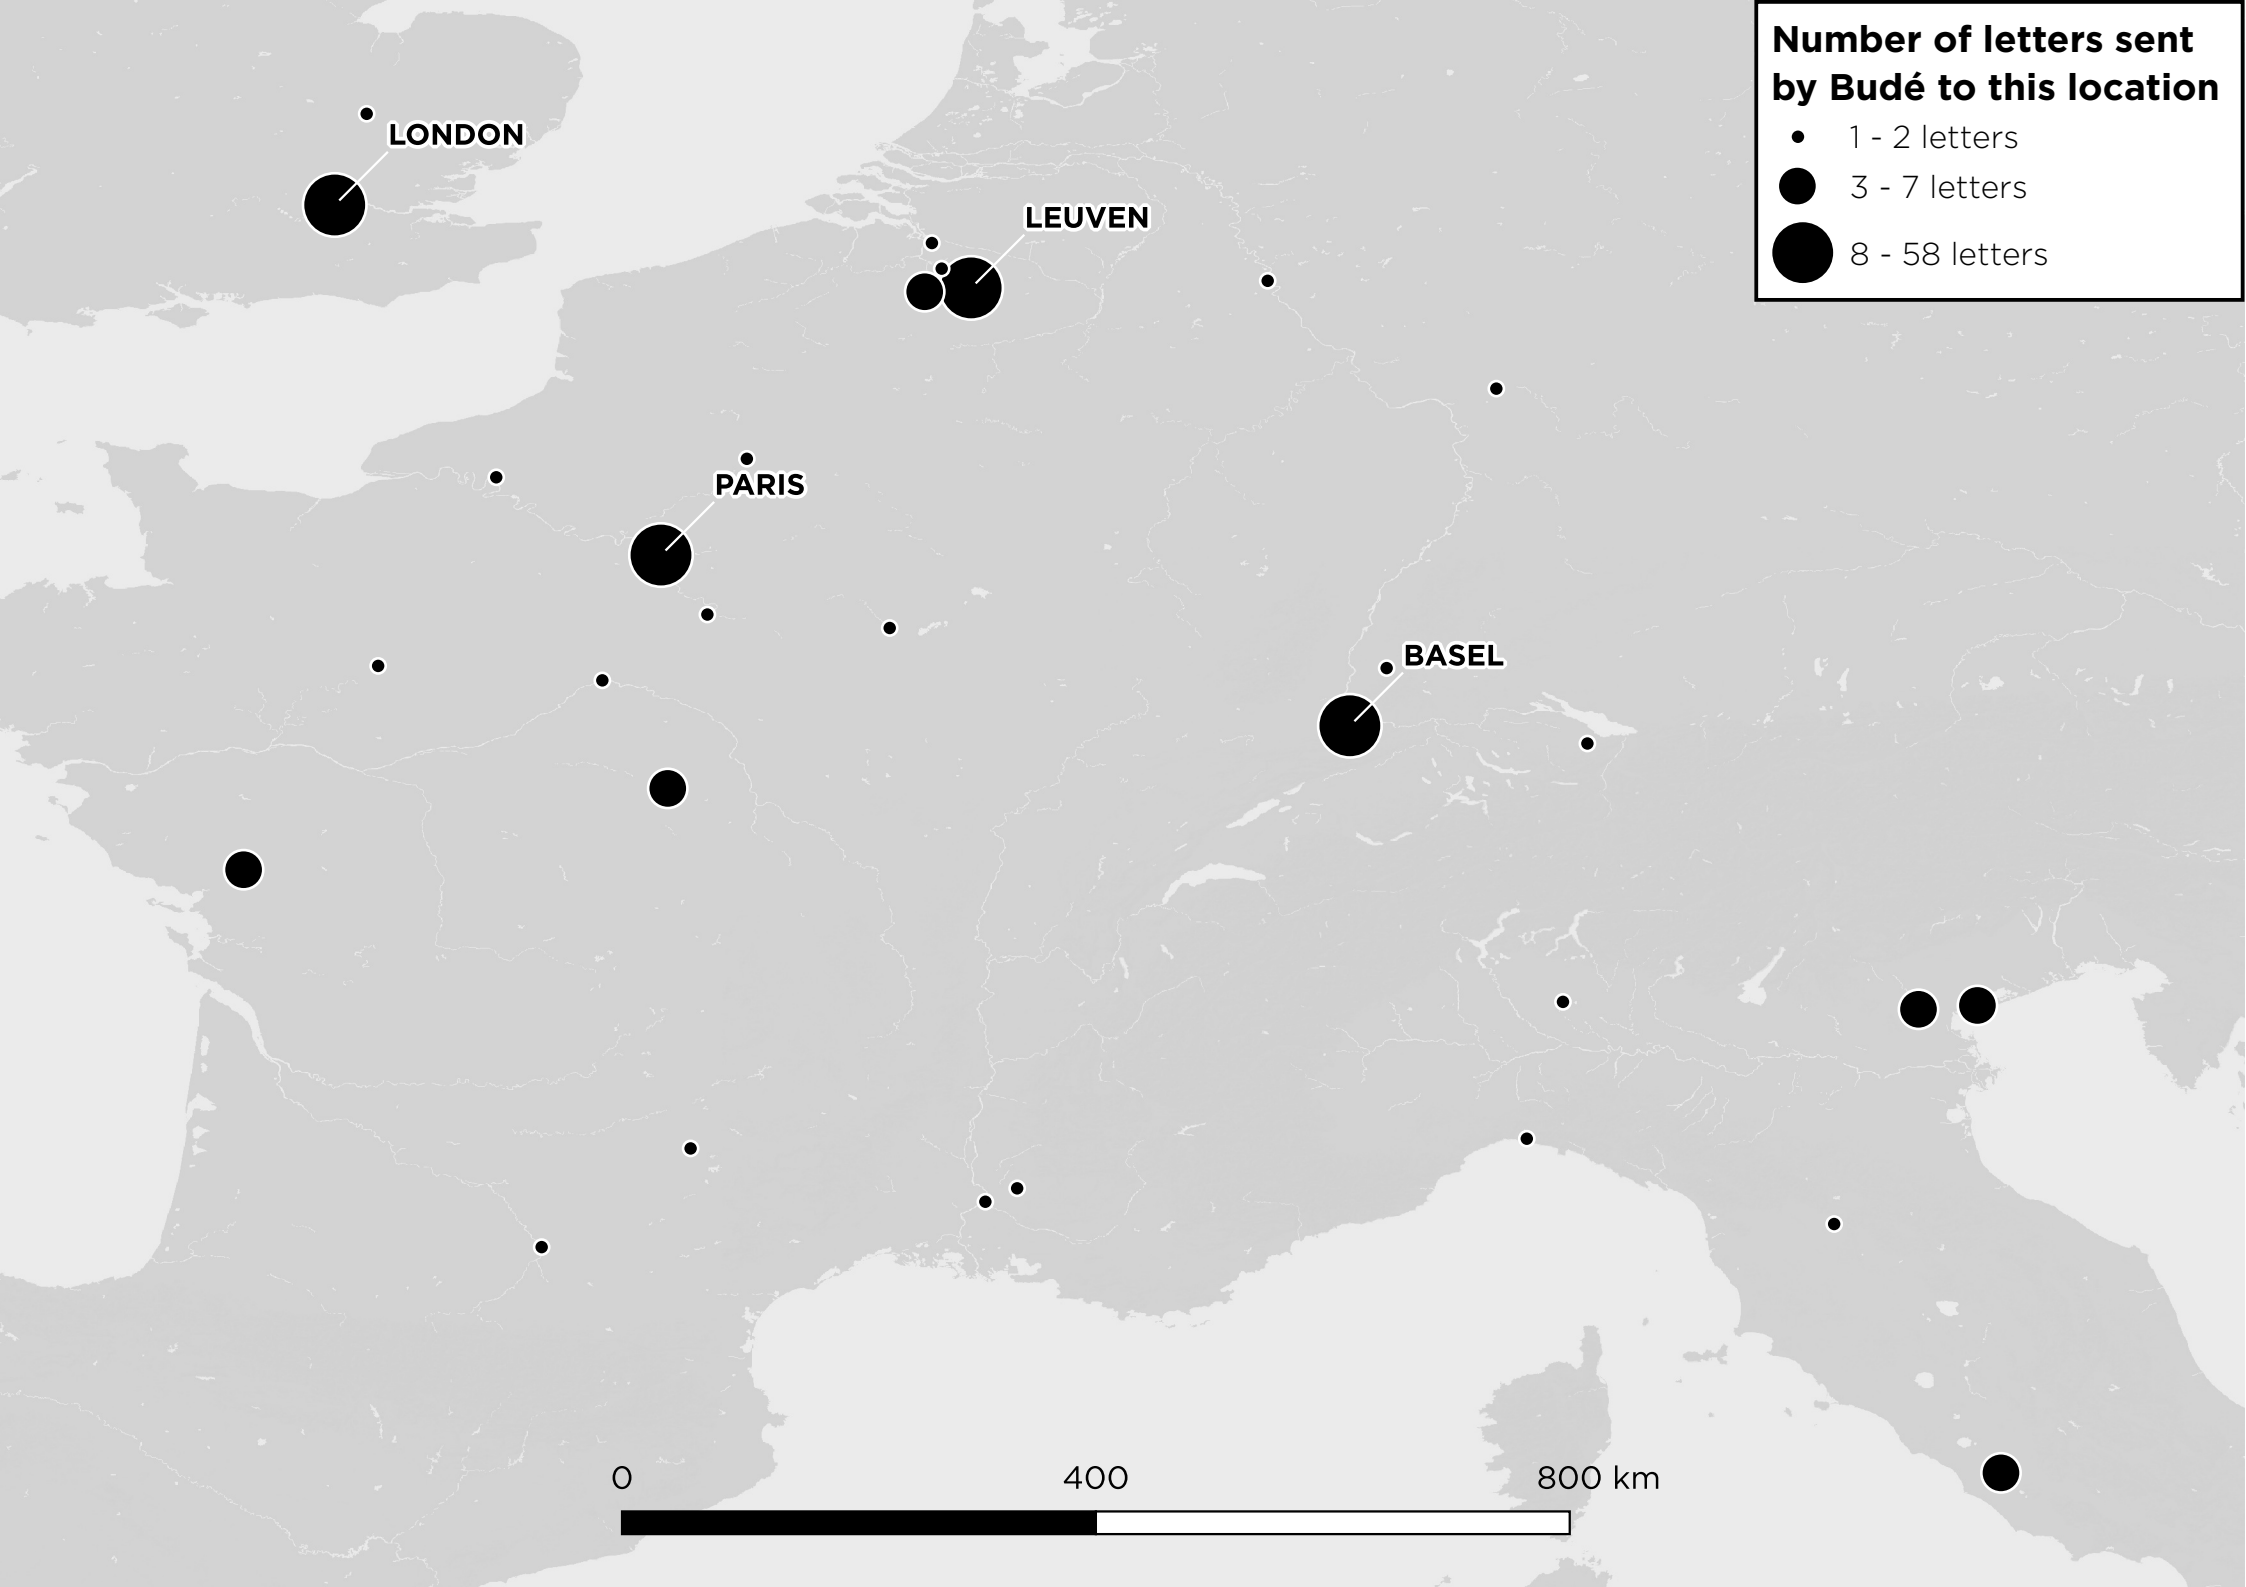 Number of letters sent
by Budé to this location
1 - 2 letters
3 - 7 letters
8 - 58 letters
LONDON
LEUVEN
PARIS
BASEL
0 400 800 km